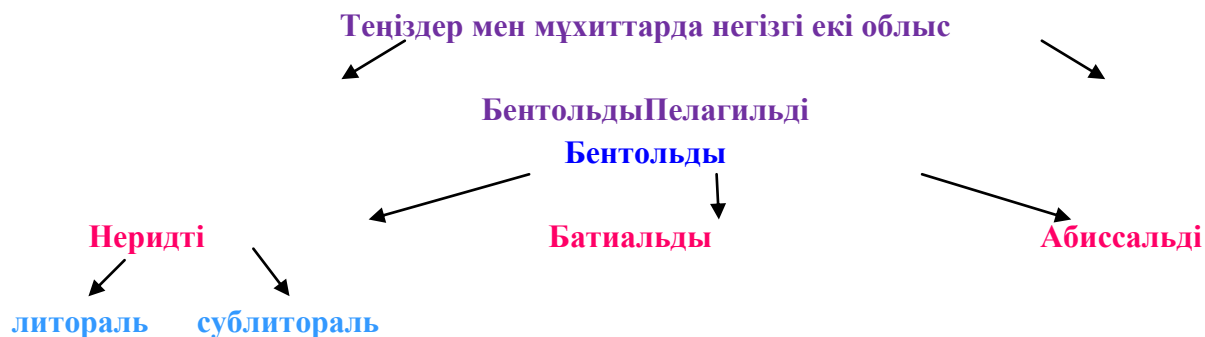 Теңіздер мен мұхиттарда негізгі екі облыс
БентольдыПелагильді
Бентольды
Неридті Батиальды Абиссальді
литораль сублитораль